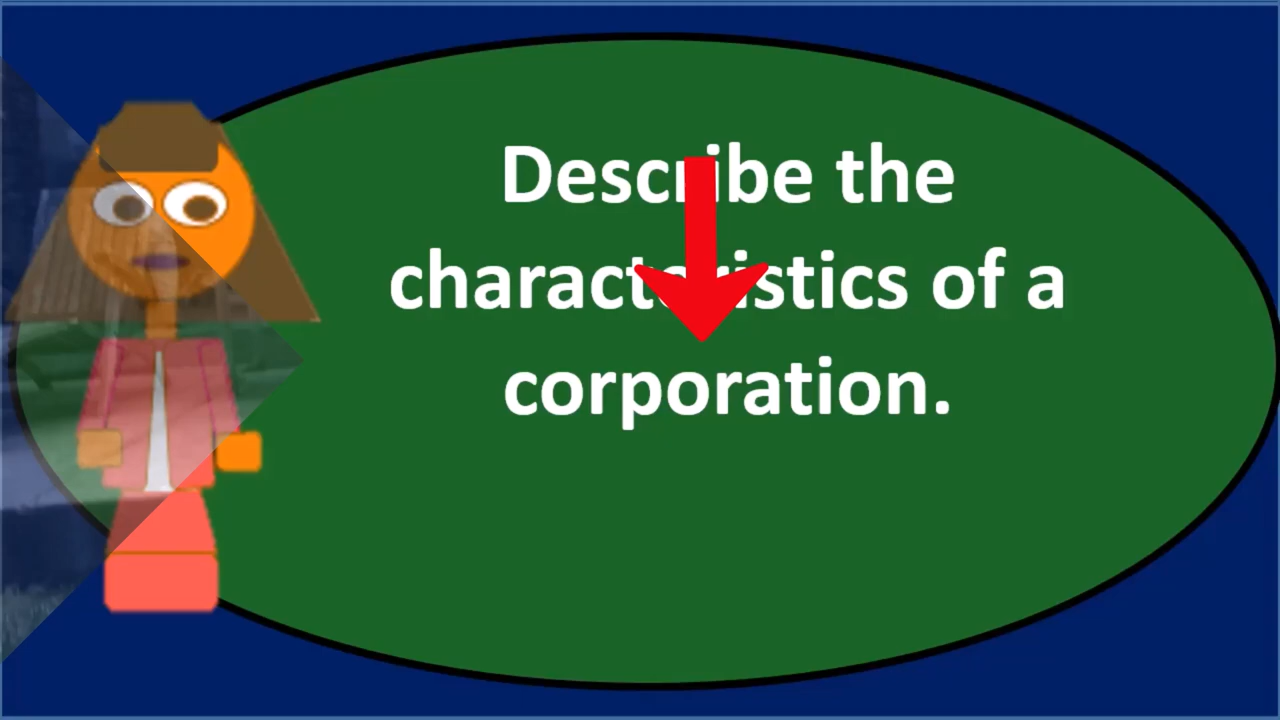 Describe the
characteristics of a
corporation.